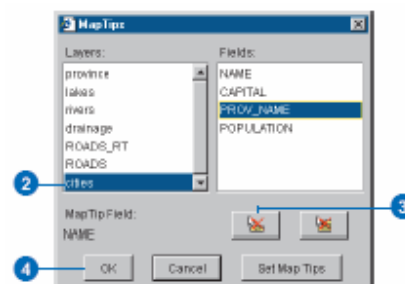 MapTips
Layers:
Fields:
province
lakes
rivers
drainage
ROADS_RT
ROADS
cities
NAME
CAPITAL
PROV_NAME
POPULATION
2
3
MapTip Field:
NAME
4
OK
Cancel
Set Map Tips